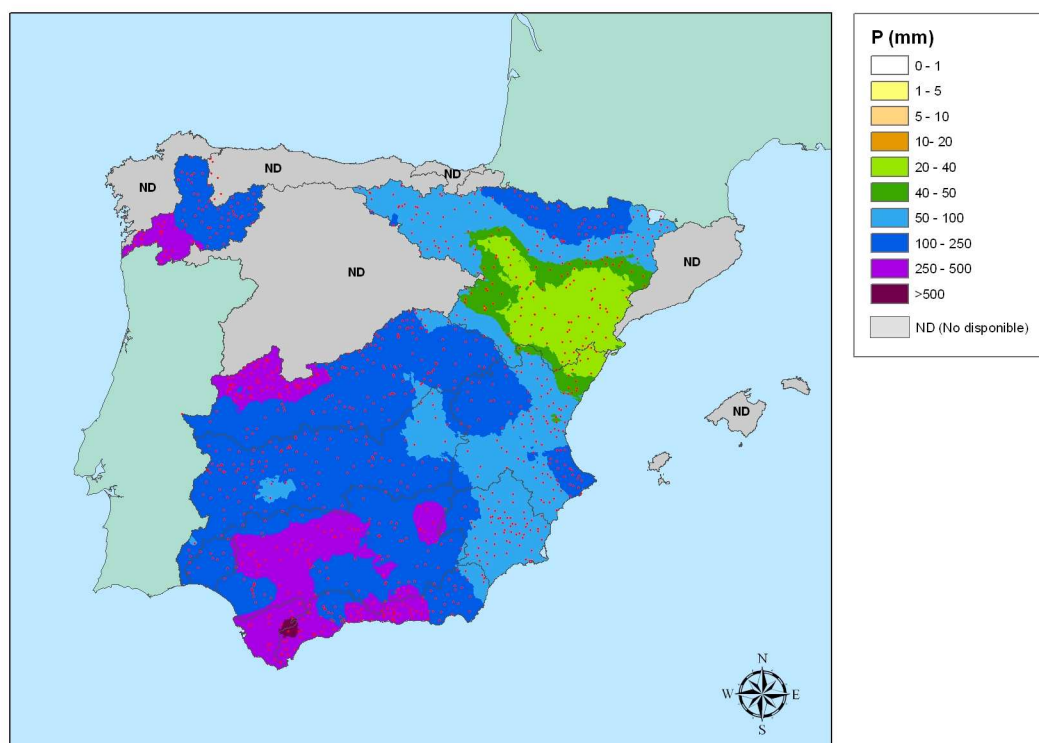 P (mm)
0 - 1
1 - 5
5 - 10
10- 20
20 - 40
40 - 50
50 - 100
100 - 250
250 - 500
>500
ND (No disponible)
ND
ND
ND
ND
ND
ND
N
W
E
S